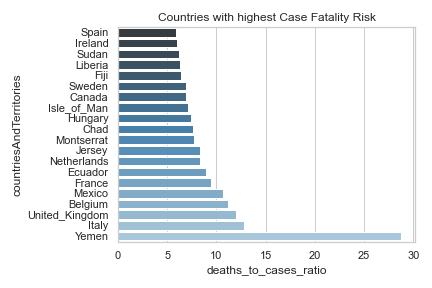 Countries with highest Case Fatality Risk
countriesAndTerritories
Spain
Ireland
Sudan
Liberia
Fiji
Sweden
Canada
Isle_of_Man
Hungary
Chad
Montserrat
Jersey
Netherlands
Ecuador
France
Mexico
Belgium
United_Kingdom
Italy
Yemen
0 5 10 15 20 25 30
deaths_to_cases_ratio